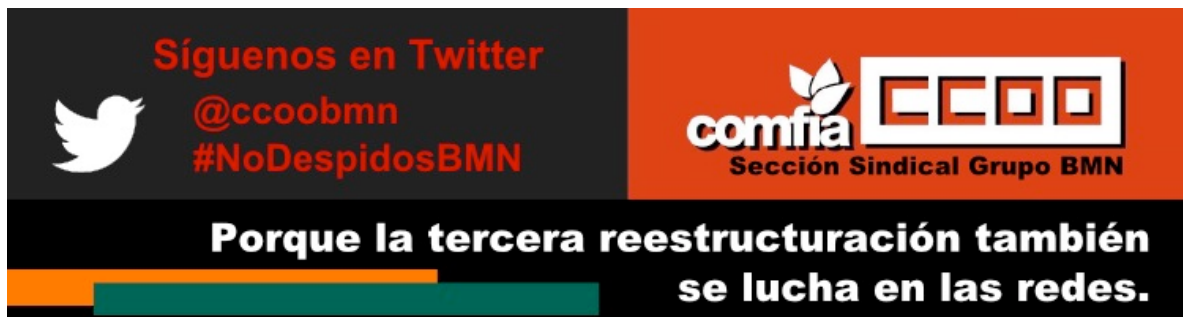 Síguenos en Twitter
@ccoobmn
#NoDespidosBMN
comfia CCOO
Sección Sindical Grupo BMN
Porque la tercera reestructuración también
se lucha en las redes.